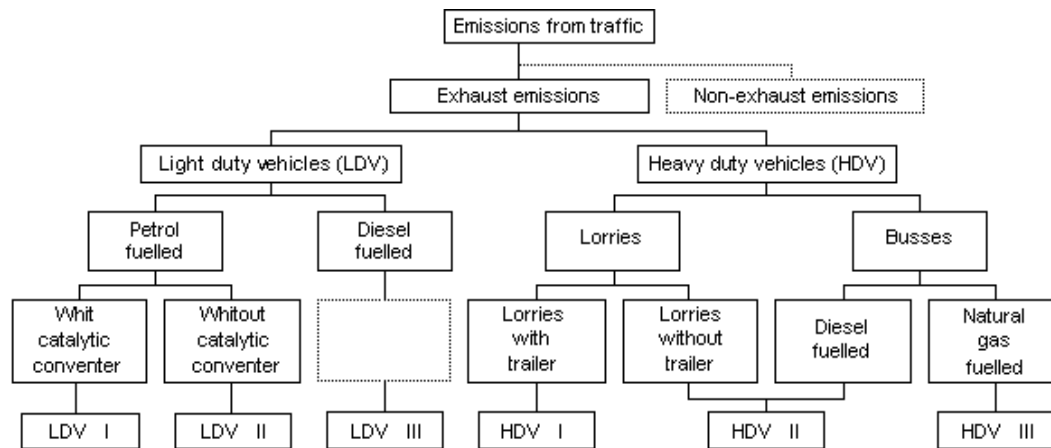 Emissions from traffic
Exhaust emissions
Non-exhaust emissions
Light duty vehicles (LDV)
Heavy duty vehicles (HDV)
Petrol
fuelled
Diesel
fuelled
Lorries
Busses
Whit
catalytic
conventer
Whitout
catalytic
conventer
Lorries
with
trailer
Lorries
without
trailer
Diesel
fuelled
Natural
gas
fuelled
LDV I
LDV II
LDV III
HDV I
HDV II
HDV III